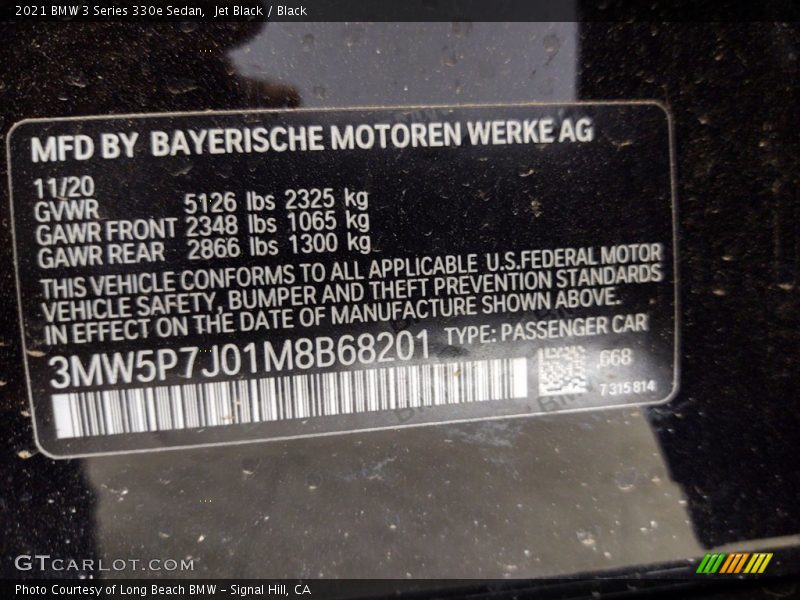 2021 BMW 3 Series 330e Sedan, Jet Black / Black
MFD BY BAYERISCHE MOTOREN WERKE AG
11/20
GVWR 5126 lbs 2325 kg
GAWR FRONT 2348 lbs 1065 kg
GAWR REAR 2866 lbs 1300 kg
THIS VEHICLE CONFORMS TO ALL APPLICABLE U.S.FEDERAL MOTOR
VEHICLE SAFETY, BUMPER AND THEFT PREVENTION STANDARDS
IN EFFECT ON THE DATE OF MANUFACTURE SHOWN ABOVE.
3MW5P7J01M8B68201 TYPE: PASSENGER CAR
668
7 315 814
GTCARLOT.COM
Photo Courtesy of Long Beach BMW - Signal Hill, CA